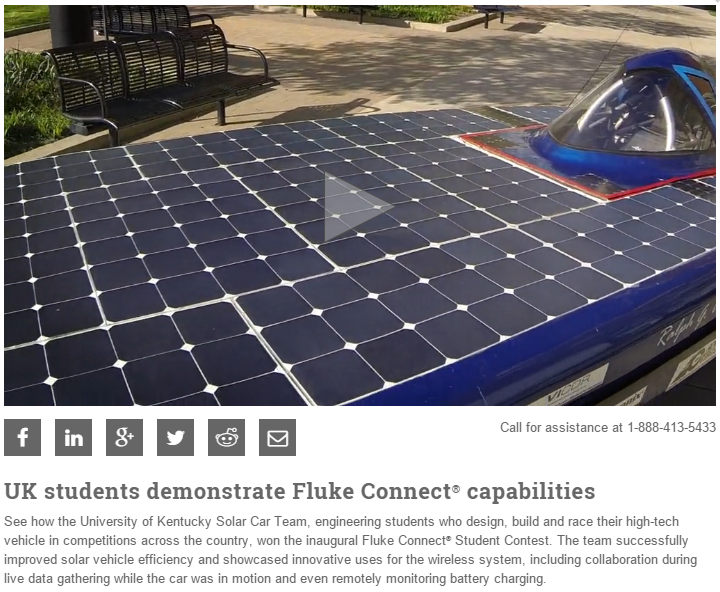 Ralph G.
VICOR
Call for assistance at 1-888-413-5433
UK students demonstrate Fluke Connect® capabilities
See how the University of Kentucky Solar Car Team, engineering students who design, build and race their high-tech
vehicle in competitions across the country, won the inaugural Fluke Connect® Student Contest. The team successfully
improved solar vehicle efficiency and showcased innovative uses for the wireless system, including collaboration during
live data gathering while the car was in motion and even remotely monitoring battery charging.